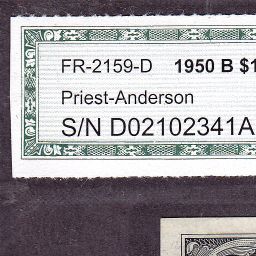 FR-2159-D 1950 B $1
Priest-Anderson
S/N D02102341A